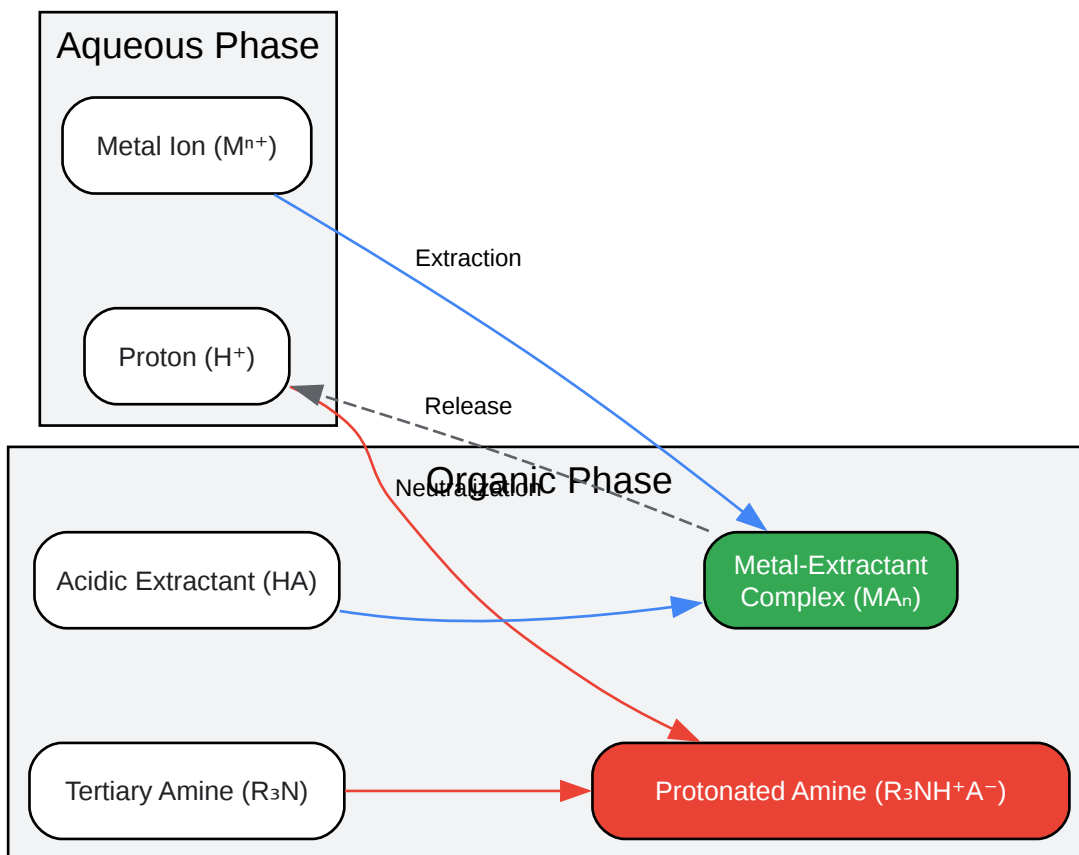 Aqueous Phase
Metal Ion (Mⁿ⁺)
Extraction
Proton (H⁺)
Release
Organic Phase
Neutralization
Acidic Extractant (HA)
Metal-Extractant
Complex (MAₙ)
Tertiary Amine (R₃N)
Protonated Amine (R₃NH⁺A⁻)